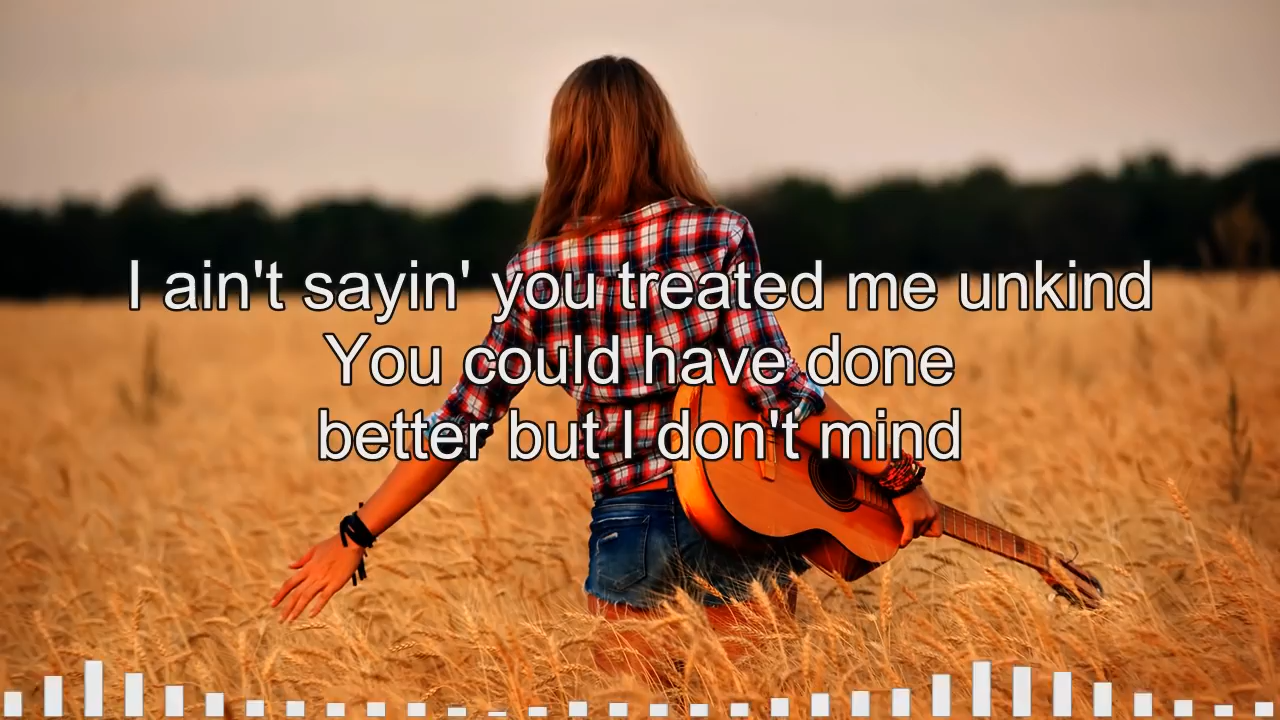 I ain't sayin' you treated me unkind
You could have done
better but I don't mind